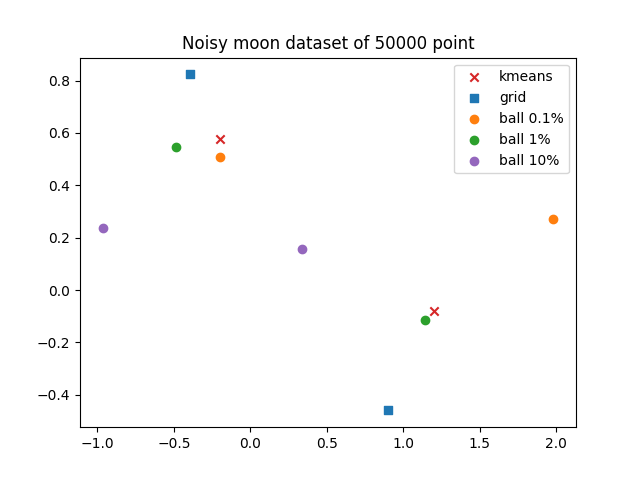 Noisy moon dataset of 50000 point
kmeans
grid
ball 0.1%
ball 1%
ball 10%
0.8
0.6
0.4
0.2
0.0
−0.2
−0.4
−1.0 −0.5 0.0 0.5 1.0 1.5 2.0